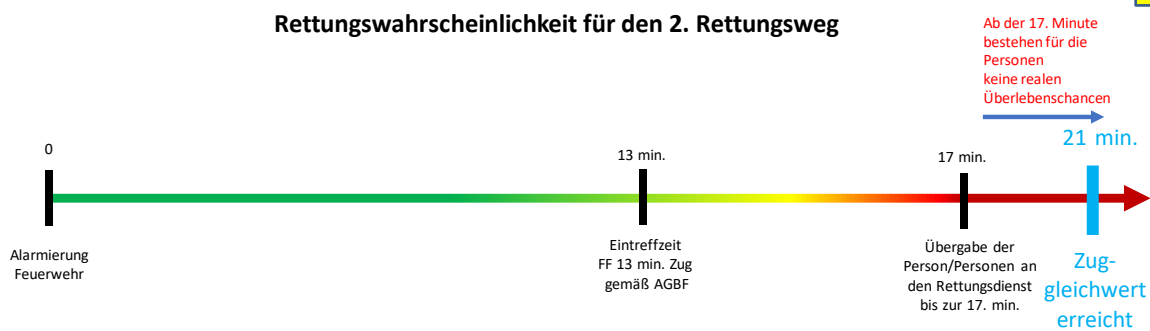 Rettungswahrscheinlichkeit für den 2. Rettungsweg
Ab der 17. Minute
bestehen für die
Personen
keine realen
Überlebenschancen
21 min.
0
13 min.
17 min.
Alarmierung
Feuerwehr
Eintreffzeit
FF 13 min. Zug
gemäß AGBF
Übergabe der
Person/Personen an
den Rettungsdienst
bis zur 17. min.
Zug-
gleichwert
erreicht